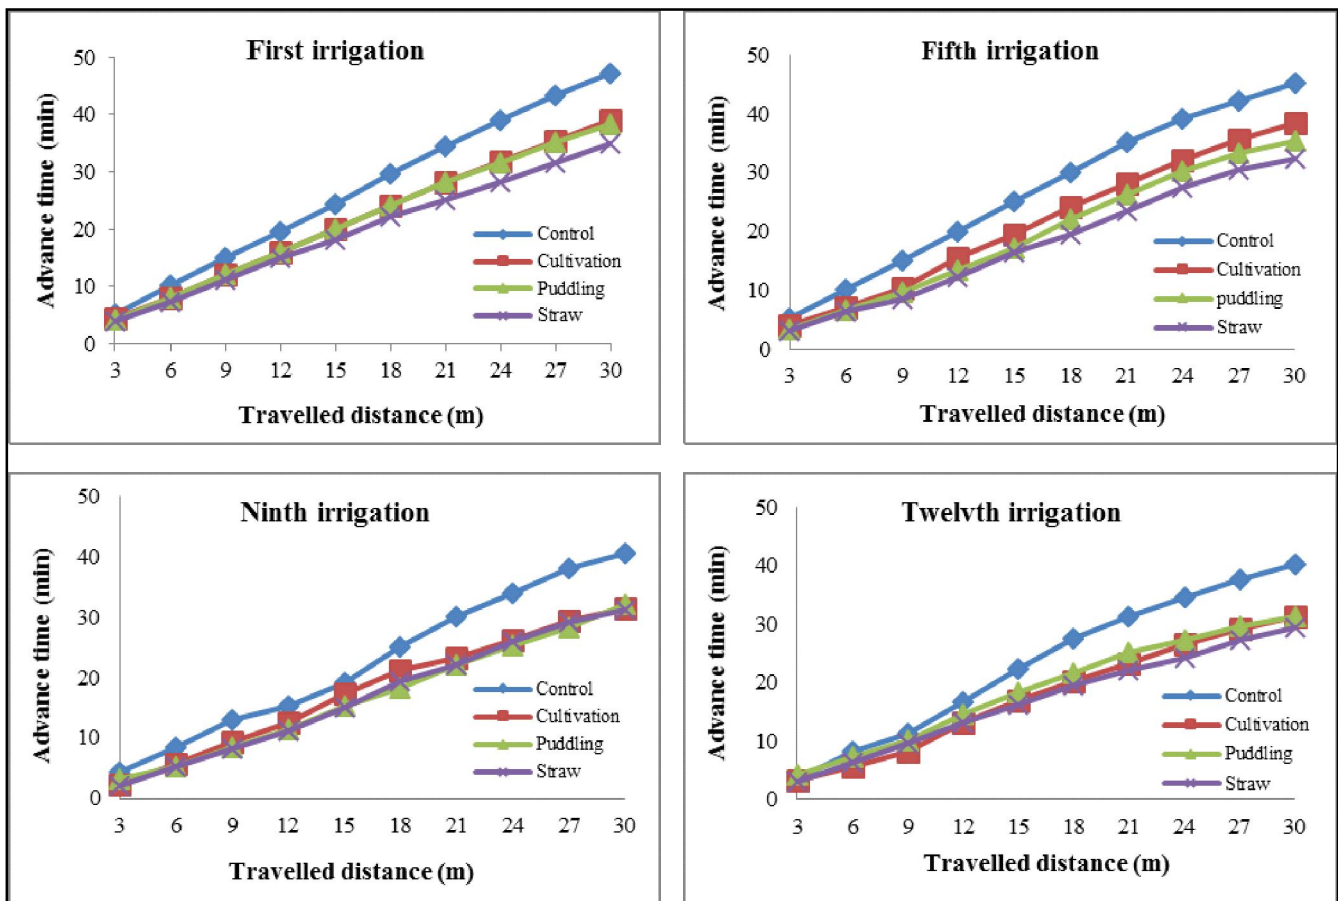 First irrigation
Advance time (min)
50
40
30
20
10
0
Control
Cultivation
Puddling
Straw
3 6 9 12 15 18 21 24 27 30
Travelled distance (m)
Fifth irrigation
Advance time (min)
50
40
30
20
10
0
Control
Cultivation
puddling
Straw
3 6 9 12 15 18 21 24 27 30
Travelled distance (m)
Ninth irrigation
Advance time (min)
50
40
30
20
10
0
Control
Cultivation
Puddling
Straw
3 6 9 12 15 18 21 24 27 30
Travelled distance (m)
Twelvth irrigation
Advance time (min)
50
40
30
20
10
0
Control
Cultivation
Puddling
Straw
3 6 9 12 15 18 21 24 27 30
Travelled distance (m)